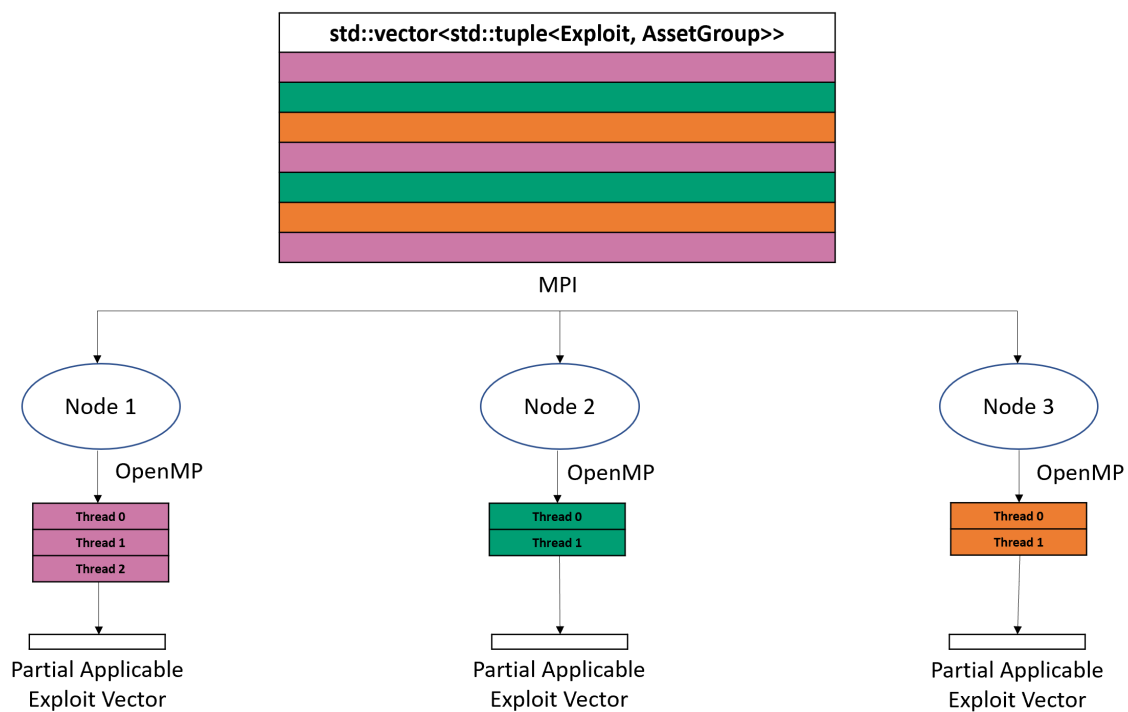 std::vector<std::tuple<Exploit, AssetGroup>>
MPI
Node 1
Node 2
Node 3
OpenMP
OpenMP
OpenMP
Thread 0
Thread 1
Thread 2
Thread 0
Thread 1
Thread 0
Thread 1
Partial Applicable
Exploit Vector
Partial Applicable
Exploit Vector
Partial Applicable
Exploit Vector